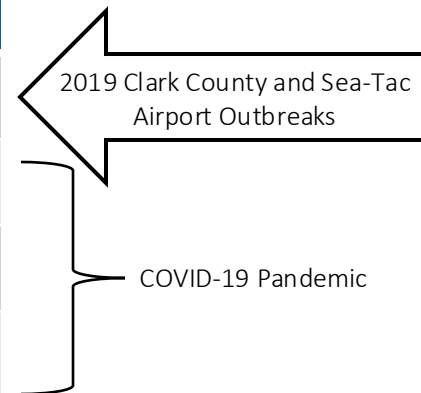 2019 Clark County and Sea-Tac
Airport Outbreaks
COVID-19 Pandemic